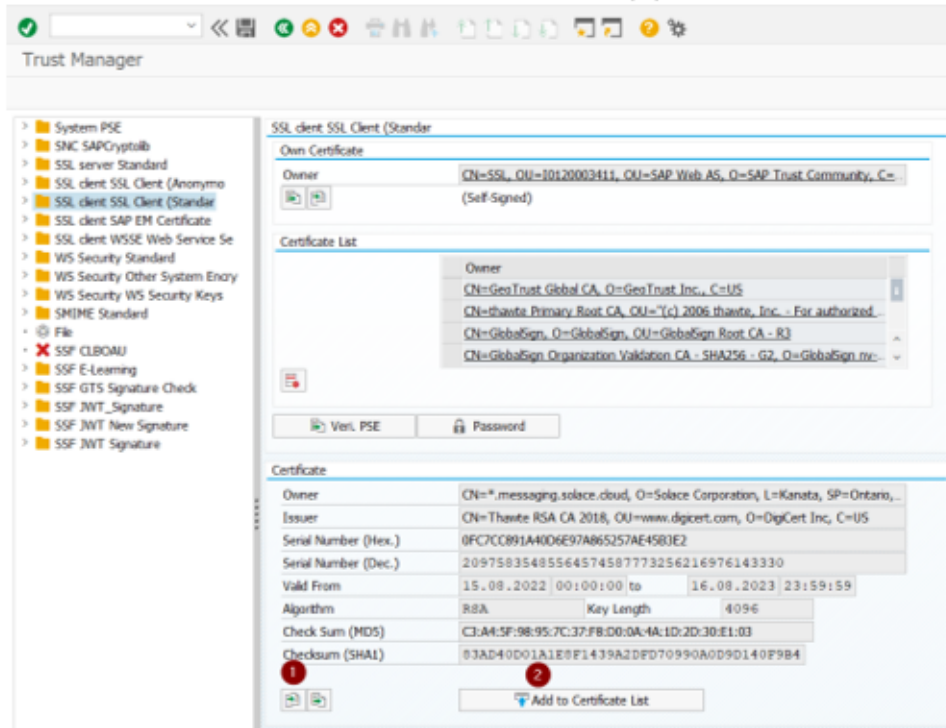 Trust Manager
System PSE
SNC SAPCryptolib
SSL server Standard
SSL client SSL Client (Anonymo
SSL client SSL Client (Standar
SSL client SAP EM Certificate
SSL client WSSE Web Service Se
WS Security Standard
WS Security Other System Encry
WS Security WS Security Keys
SMIME Standard
File
SSF CLBOAU
SSF E-Learning
SSF GTS Signature Check
SSF JWT_Signature
SSF JWT New Signature
SSF JWT Signature
SSL client SSL Client (Standar
Own Certificate
Owner CN=SSL, OU=I0120003411, OU=SAP Web AS, O=SAP Trust Community, C=
(Self-Signed)
Certificate List
Owner
CN=GeoTrust Global CA, O=GeoTrust Inc., C=US
CN=thawte Primary Root CA, OU="(c) 2006 thawte, Inc. - For authorized
CN=GlobalSign, O=GlobalSign, OU=GlobalSign Root CA - R3
CN=GlobalSign Organization Validation CA - SHA256 - G2, O=GlobalSign nv-
Veri. PSE Password
Certificate
Owner CN=*.messaging.solace.cloud, O=Solace Corporation, L=Kanata, SP=Ontario,
Issuer CN=Thawte RSA CA 2018, OU=www.digicert.com, O=DigiCert Inc, C=US
Serial Number (Hex.) 0FC7CC891A40D6E97A865257AE45B3E2
Serial Number (Dec.) 20975835485564574587773256216976143330
Valid From 15.08.2022 00:00:00 to 16.08.2023 23:59:59
Algorithm RSA Key Length 4096
Check Sum (MD5) C3:A4:5F:98:95:7C:37:F8:D0:0A:4A:1D:2D:30:E1:03
Checksum (SHA1) 83AD40D01A1E8F1439A2DFD70990A0D9D140F9B4
1 2
Add to Certificate List